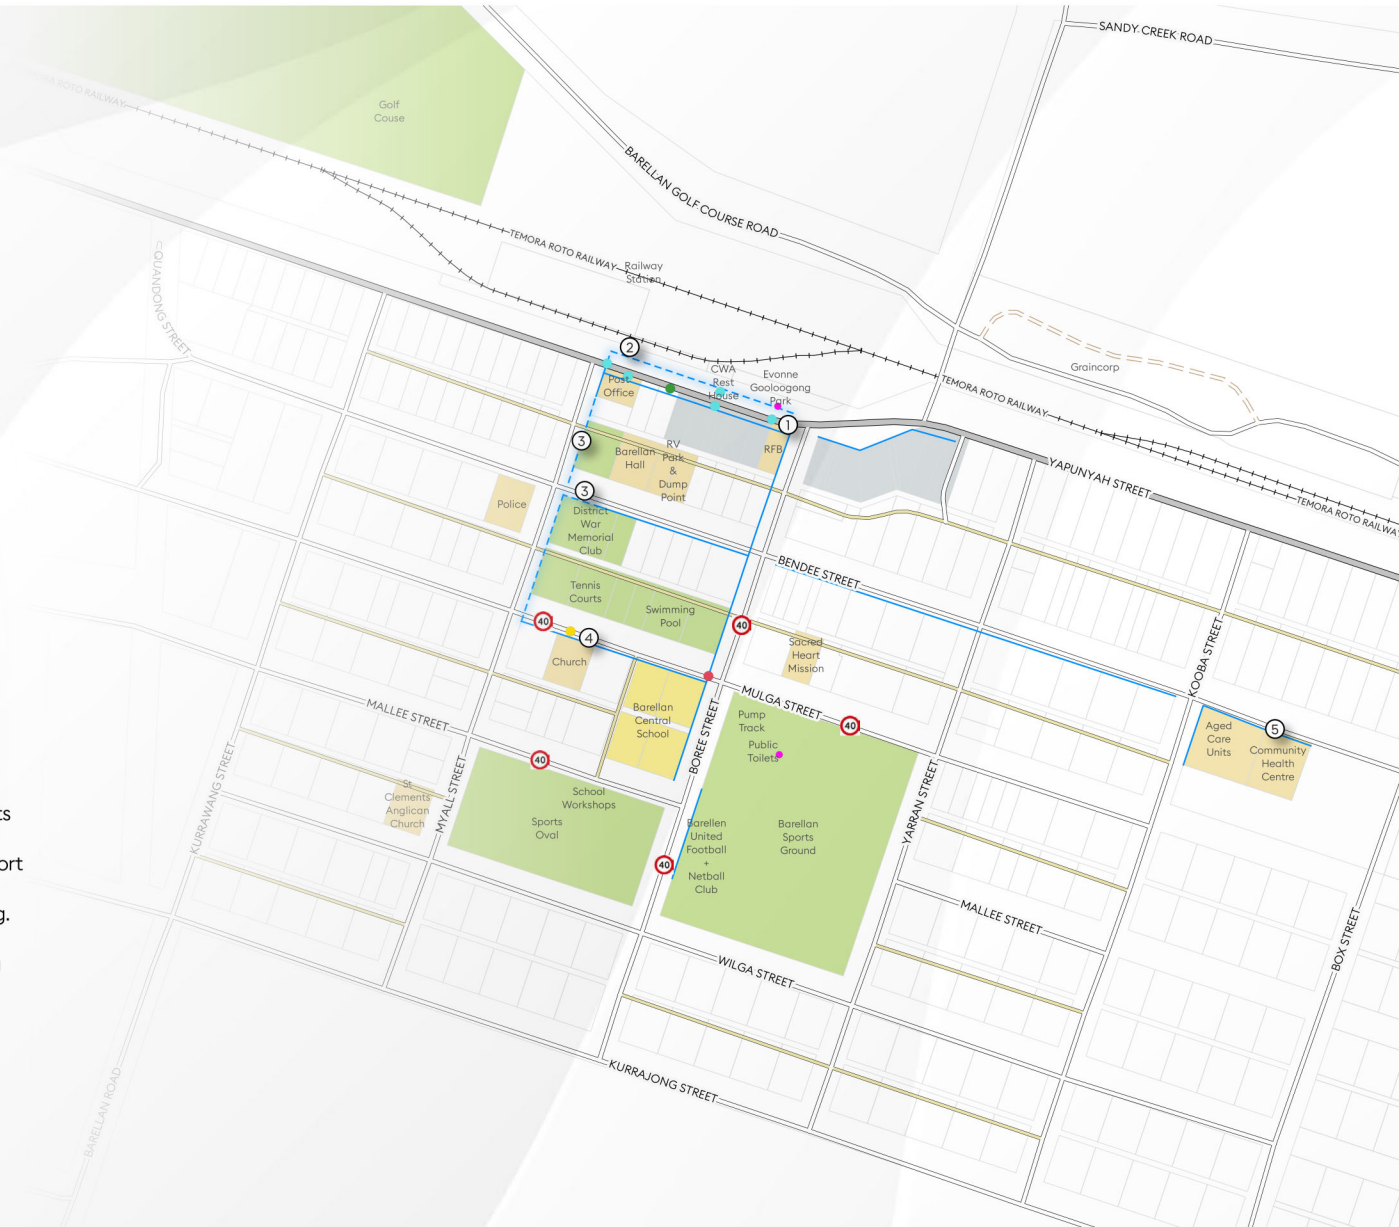 SANDY CREEK ROAD
TEMORA ROTO RAILWAY
Golf
Couse
BARELLAN GOLF COURSE ROAD
QUANDONG STREET
TEMORA ROTO RAILWAY
Railway
Station
2
CWA
Rest
House
Evonne
Gooloogong
Park
Graincorp
TEMORA ROTO RAILWAY
Post
Office
1
3
Barellan
Hall
RV
Park
&
Dump
Point
RFB
YAPUNYAH STREET
TEMORA ROTO RAILWAY
3
Police
District
War
Memorial
Club
BENDEE STREET
Tennis
Courts
Swimming
Pool
40
4
40
Church
Sacred
Heart
Mission
KOOBA STREET
MALLEE STREET
Barellan
Central
School
BOREE STREET
MULGA STREET
Pump
Track
Public
Toilets
40
Aged
Care
Units
5
Community
Health
Centre
KURRAWANG STREET
MYALL STREET
40
St
Clements
Anglican
Church
School
Workshops
Sports
Oval
YARRAN STREET
Barellen
United
Football
+
Netball
Club
Barellan
Sports
Ground
40
ts
ort
g.
MALLEE STREET
BOX STREET
WILGA STREET
KURRAJONG STREET
BARELLAN ROAD